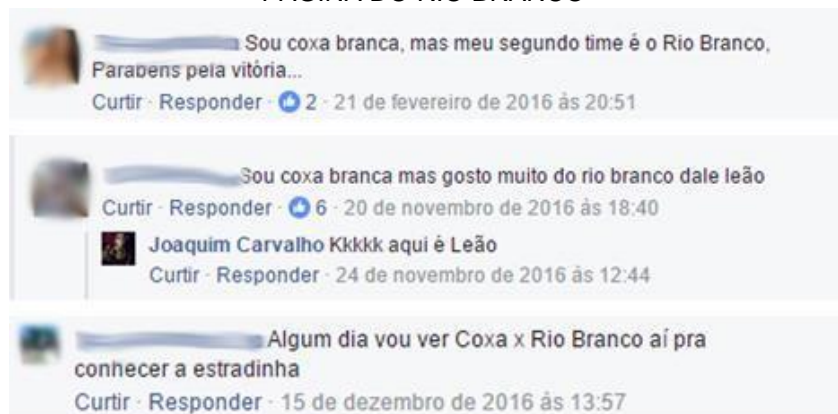 Sou coxa branca, mas meu segundo time é o Rio Branco,
Parabens pela vitória...
Curtir · Responder · 2 · 21 de fevereiro de 2016 às 20:51
Sou coxa branca mas gosto muito do rio branco dale leão
Curtir · Responder · 6 · 20 de novembro de 2016 às 18:40
Joaquim Carvalho Kkkkk aqui é Leão
Curtir · Responder · 24 de novembro de 2016 às 12:44
Algum dia vou ver Coxa x Rio Branco aí pra
conhecer a estradinha
Curtir · Responder · 15 de dezembro de 2016 às 13:57